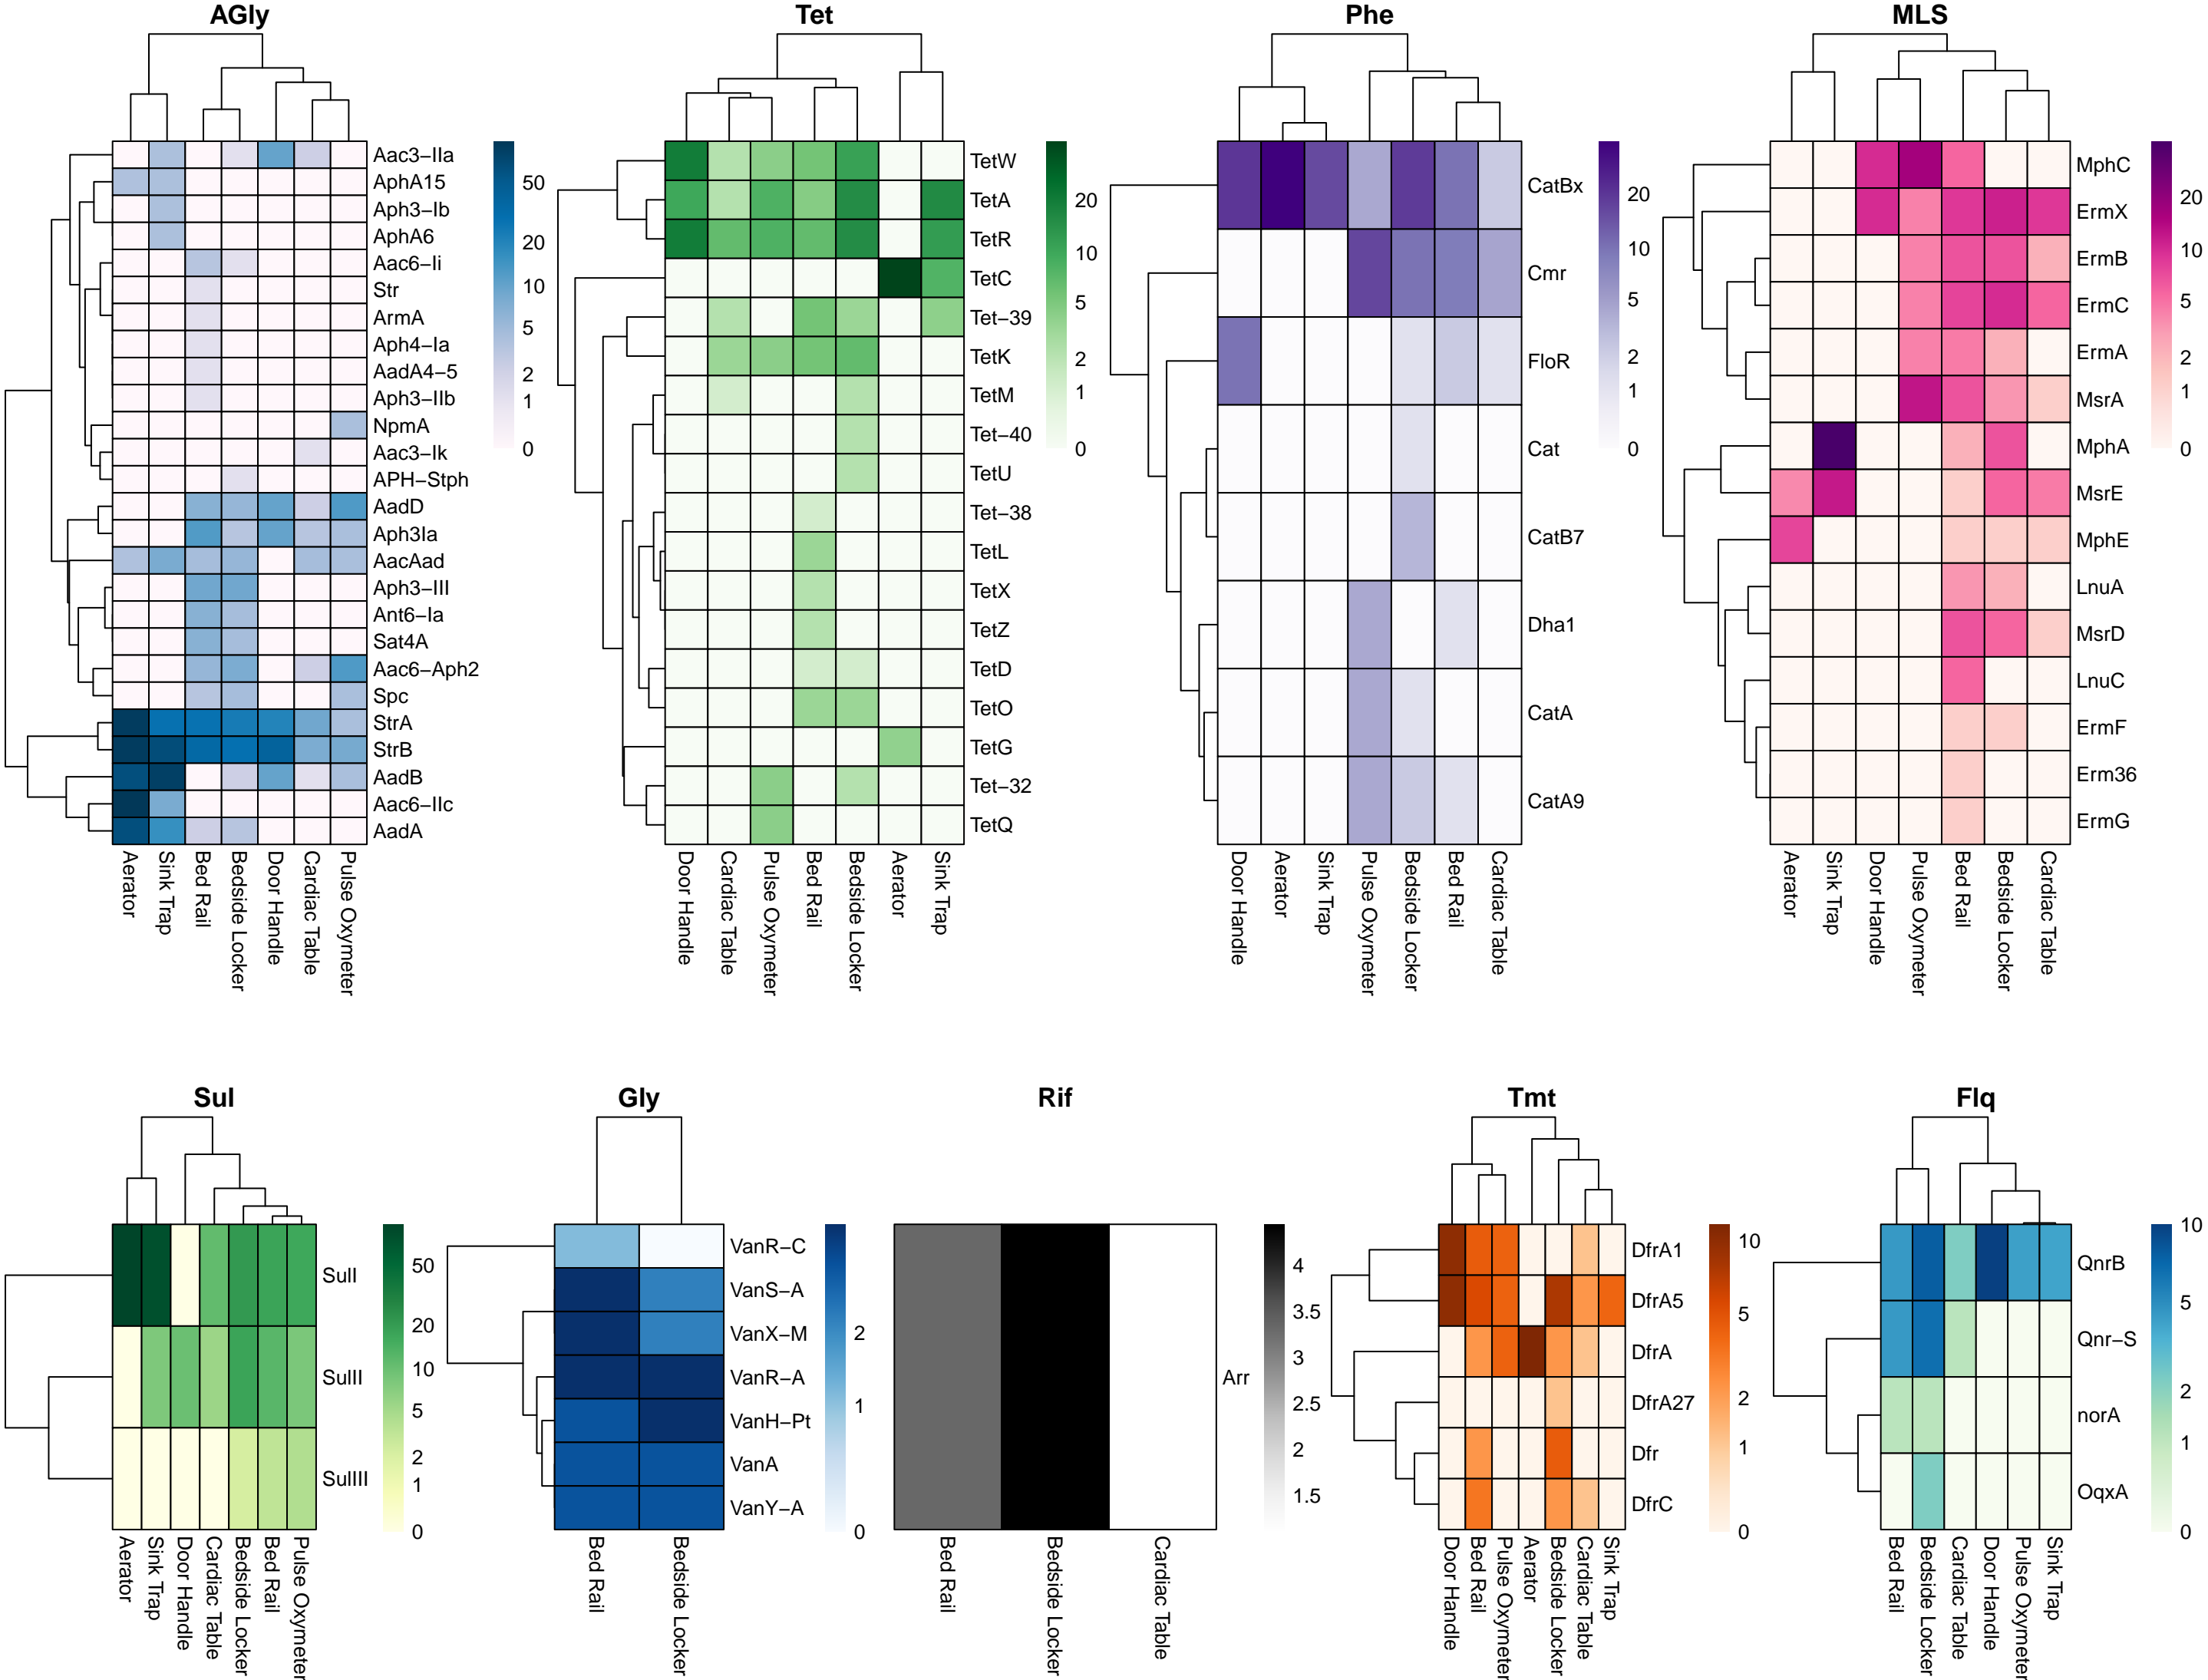 AGly
Aac3–IIa
AphA15
Aph3–Ib
AphA6
Aac6–Ii
Str
ArmA
Aph4–Ia
AadA4–5
Aph3–IIb
NpmA
Aac3–Ik
APH–Stph
AadD
Aph3Ia
AacAad
Aph3–III
Ant6–Ia
Sat4A
Aac6–Aph2
Spc
StrA
StrB
AadB
Aac6–IIc
AadA
Aerator
Sink Trap
Bed Rail
Bedside Locker
Door Handle
Cardiac Table
Pulse Oxymeter
50
20
10
5
2
1
0
Tet
TetW
TetA
TetR
TetC
Tet–39
TetK
TetM
Tet–40
TetU
Tet–38
TetL
TetX
TetZ
TetD
TetO
TetG
Tet–32
TetQ
Door Handle
Cardiac Table
Pulse Oxymeter
Bed Rail
Bedside Locker
Aerator
Sink Trap
20
10
5
2
1
0
Phe
CatBx
Cmr
FloR
Cat
CatB7
Dha1
CatA
CatA9
Door Handle
Aerator
Sink Trap
Pulse Oxymeter
Bedside Locker
Bed Rail
Cardiac Table
20
10
5
2
1
0
MLS
MphC
ErmX
ErmB
ErmC
ErmA
MsrA
MphA
MsrE
MphE
LnuA
MsrD
LnuC
ErmF
Erm36
ErmG
Aerator
Sink Trap
Door Handle
Pulse Oxymeter
Bed Rail
Bedside Locker
Cardiac Table
20
10
5
2
1
0
Sul
SulI
SulII
SulIII
Aerator
Sink Trap
Door Handle
Cardiac Table
Bedside Locker
Bed Rail
Pulse Oxymeter
50
20
10
5
2
1
0
Gly
VanR–C
VanS–A
VanX–M
VanR–A
VanH–Pt
VanA
VanY–A
Bed Rail
Bedside Locker
2
1
0
Rif
Arr
Bed Rail
Bedside Locker
Cardiac Table
4
3.5
3
2.5
2
1.5
Tmt
DfrA1
DfrA5
DfrA
DfrA27
Dfr
DfrC
Door Handle
Bed Rail
Pulse Oxymeter
Aerator
Bedside Locker
Cardiac Table
Sink Trap
10
5
2
1
0
Flq
QnrB
Qnr–S
norA
OqxA
Bed Rail
Bedside Locker
Cardiac Table
Door Handle
Pulse Oxymeter
Sink Trap
10
5
2
1
0